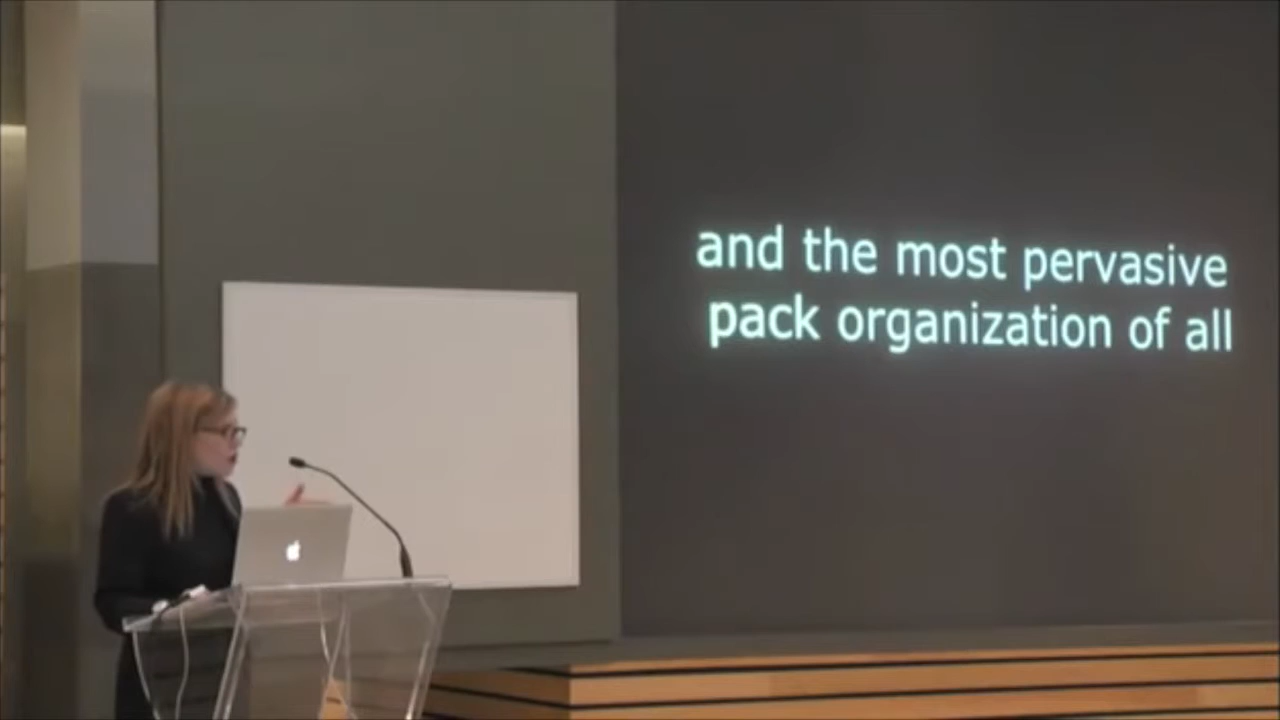 and the most pervasive
pack organization of all